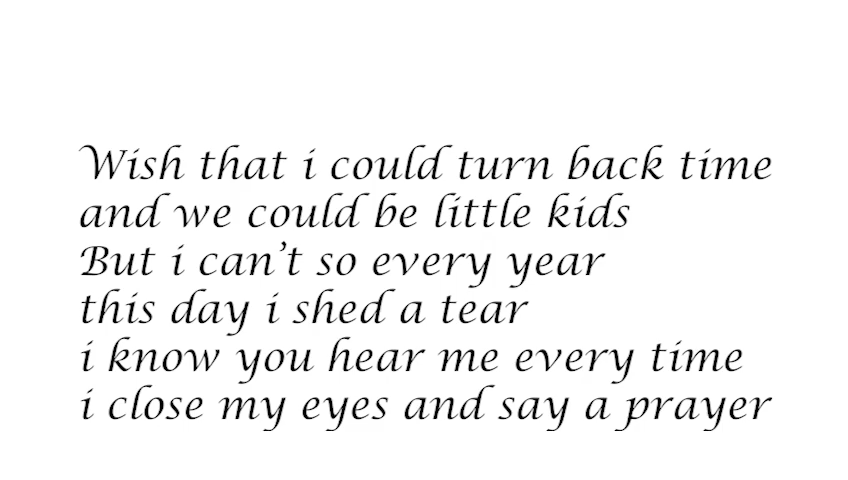 Wish that i could turn back time
and we could be little kids
But i can't so every year
this day i shed a tear
i know you hear me every time
i close my eyes and say a prayer